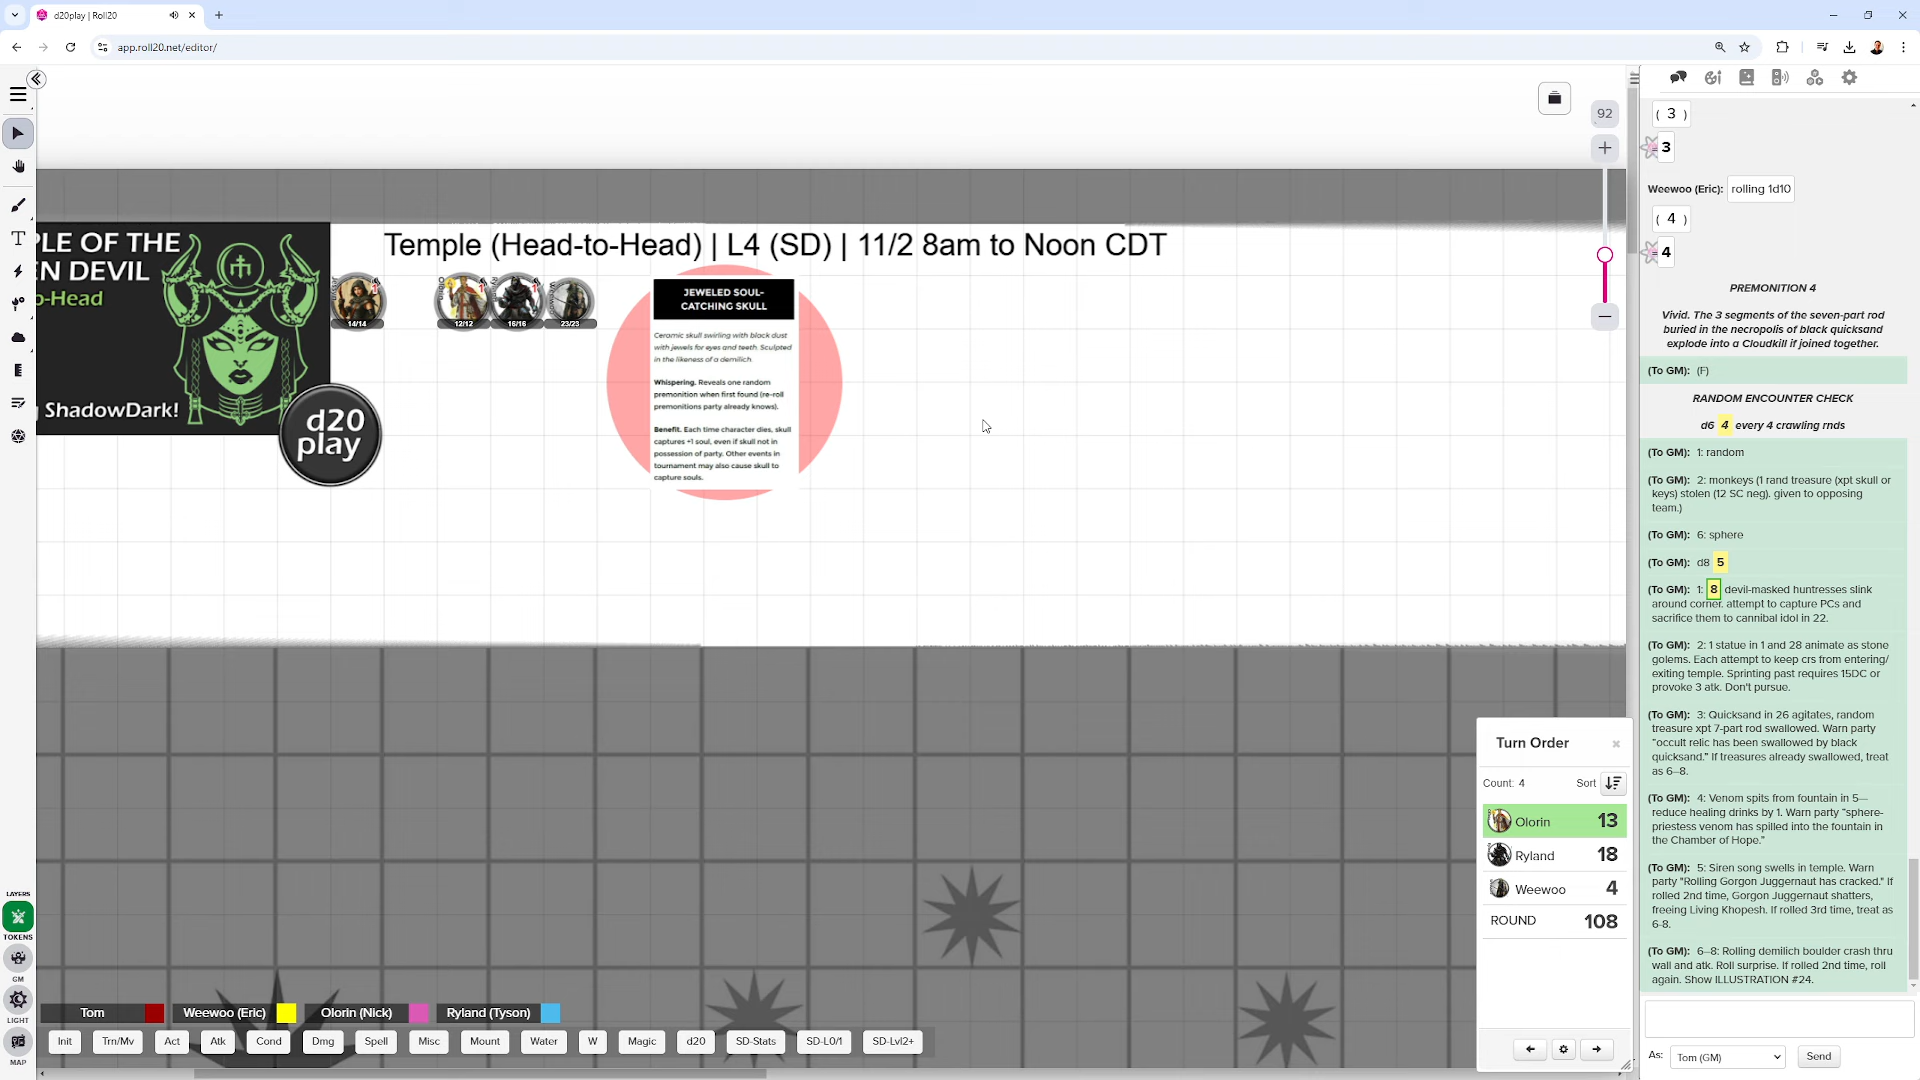 d20play | Roll20
app.roll20.net/editor/
92
PLE OF THE
EN DEVIL
o-Head
ShadowDark!
d20
play
Temple (Head-to-Head) | L4 (SD) | 11/2 8am to Noon CDT
14/14
12/12
16/16
23/23
JEWELED SOUL-
CATCHING SKULL
Ceramic skull swirling with black dust
with jewels for eyes and teeth. Sculpted
in the likeness of a demilich.
Whispering. Reveals one random
premonition when first found (re-roll
premonitions party already knows).
Benefit. Each time character dies, skull
captures +1 soul, even if skull not in
possession of party. Other events in
tournament may also cause skull to
capture souls.
LAYERS
TOKENS
GM
LIGHT
MAP
Tom
Weewoo (Eric)
Olorin (Nick)
Ryland (Tyson)
Init
Trn/Mv
Act
Atk
Cond
Dmg
Spell
Misc
Mount
Water
W
Magic
d20
SD-Stats
SD-L0/1
SD-Lvl2+
Turn Order
Count: 4
Sort
Olorin 13
Ryland 18
Weewoo 4
ROUND 108
( 3 )
3
Weewoo (Eric): rolling 1d10
( 4 )
4
PREMONITION 4
Vivid. The 3 segments of the seven-part rod
buried in the necropolis of black quicksand
explode into a Cloudkill if joined together.
(To GM): (F)
RANDOM ENCOUNTER CHECK
d6 4 every 4 crawling rnds
(To GM): 1: random
(To GM): 2: monkeys (1 rand treasure (xpt skull or
keys) stolen (12 SC neg). given to opposing
team.)
(To GM): 6: sphere
(To GM): d8 5
(To GM): 1: 8 devil-masked huntresses slink
around corner. attempt to capture PCs and
sacrifice them to cannibal idol in 22.
(To GM): 2: 1 statue in 1 and 28 animate as stone
golems. Each attempt to keep crs from entering/
exiting temple. Sprinting past requires 15DC or
provoke 3 atk. Don't pursue.
(To GM): 3: Quicksand in 26 agitates, random
treasure xpt 7-part rod swallowed. Warn party
"occult relic has been swallowed by black
quicksand." If treasures already swallowed, treat
as 6–8.
(To GM): 4: Venom spits from fountain in 5—
reduce healing drinks by 1. Warn party "sphere-
priestess venom has spilled into the fountain in
the Chamber of Hope."
(To GM): 5: Siren song swells in temple. Warn
party "Rolling Gorgon Juggernaut has cracked." If
rolled 2nd time, Gorgon Juggernaut shatters,
freeing Living Khopesh. If rolled 3rd time, treat as
6-8.
(To GM): 6–8: Rolling demilich boulder crash thru
wall and atk. Roll surprise. If rolled 2nd time, roll
again. Show ILLUSTRATION #24.
As:
Tom (GM)
Send